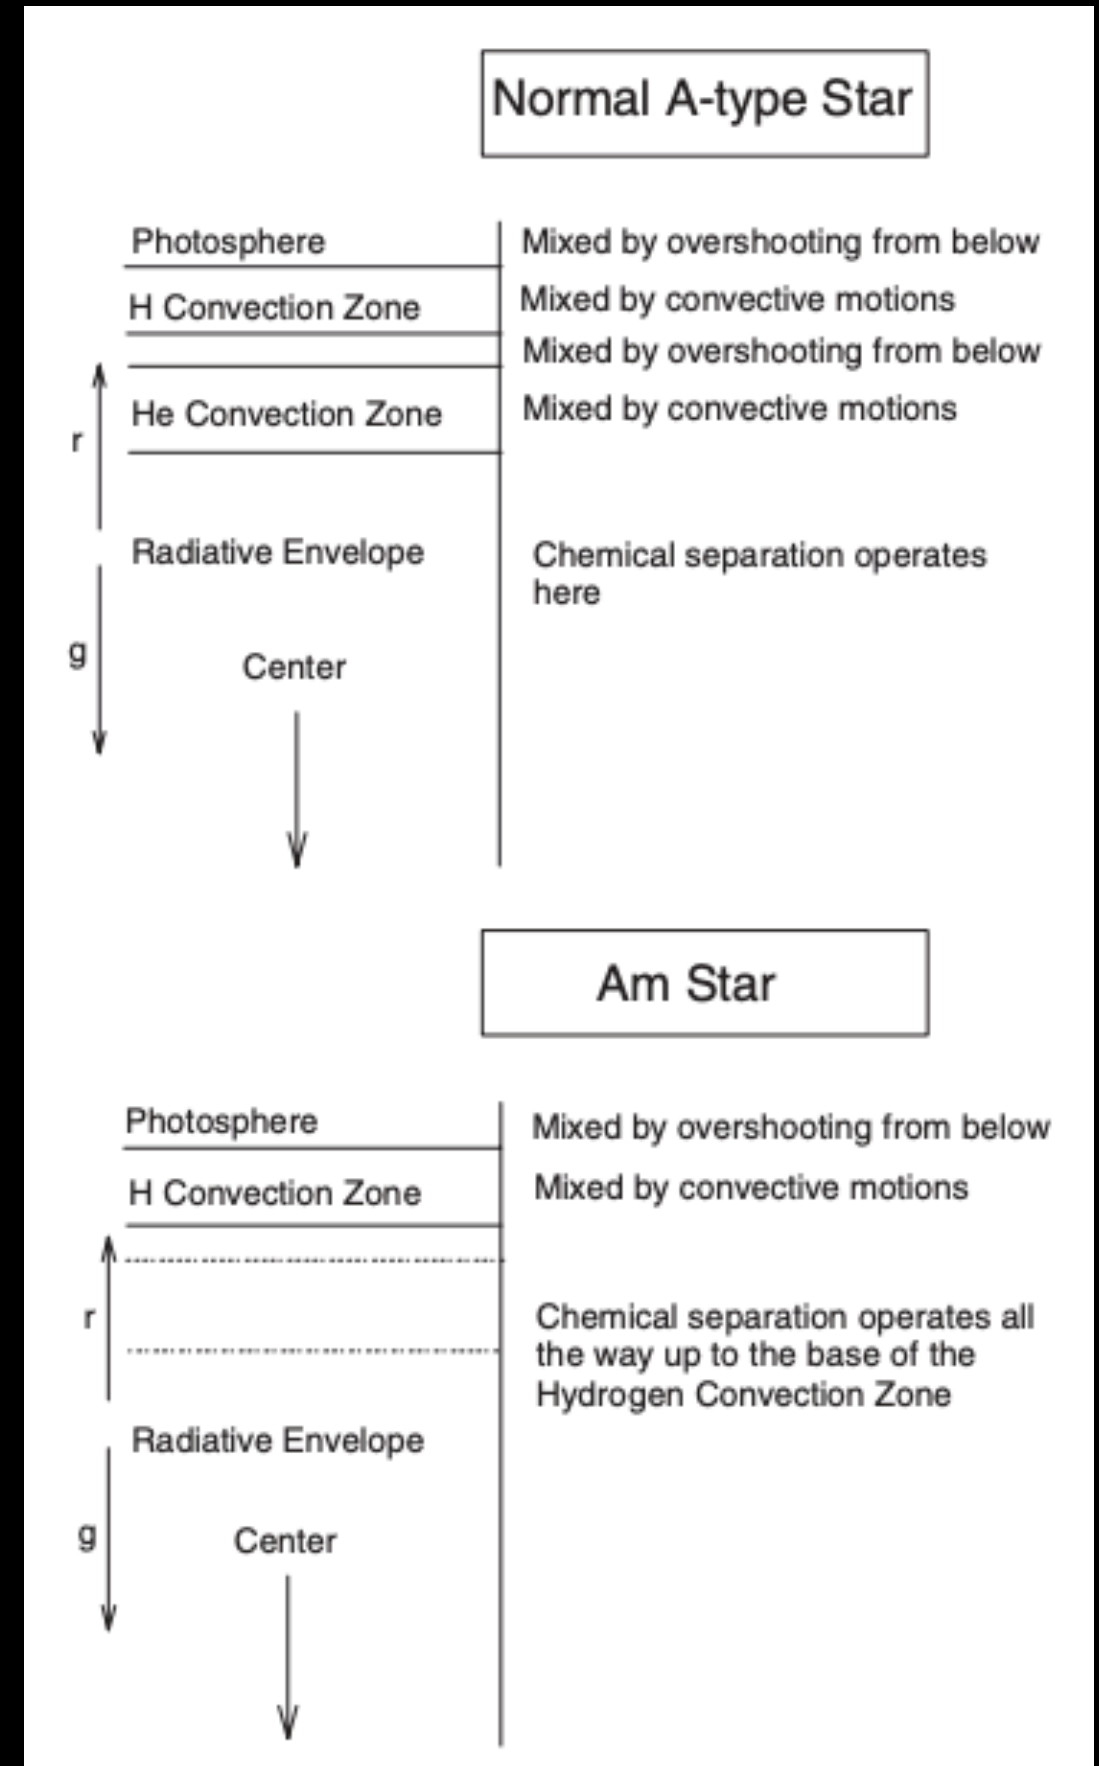 Normal A-type Star
Photosphere
Mixed by overshooting from below
H Convection Zone
Mixed by convective motions
Mixed by overshooting from below
He Convection Zone
Mixed by convective motions
r
Radiative Envelope
Chemical separation operates
here
g
Center
Am Star
Photosphere
Mixed by overshooting from below
H Convection Zone
Mixed by convective motions
r
Chemical separation operates all
the way up to the base of the
Hydrogen Convection Zone
Radiative Envelope
g
Center